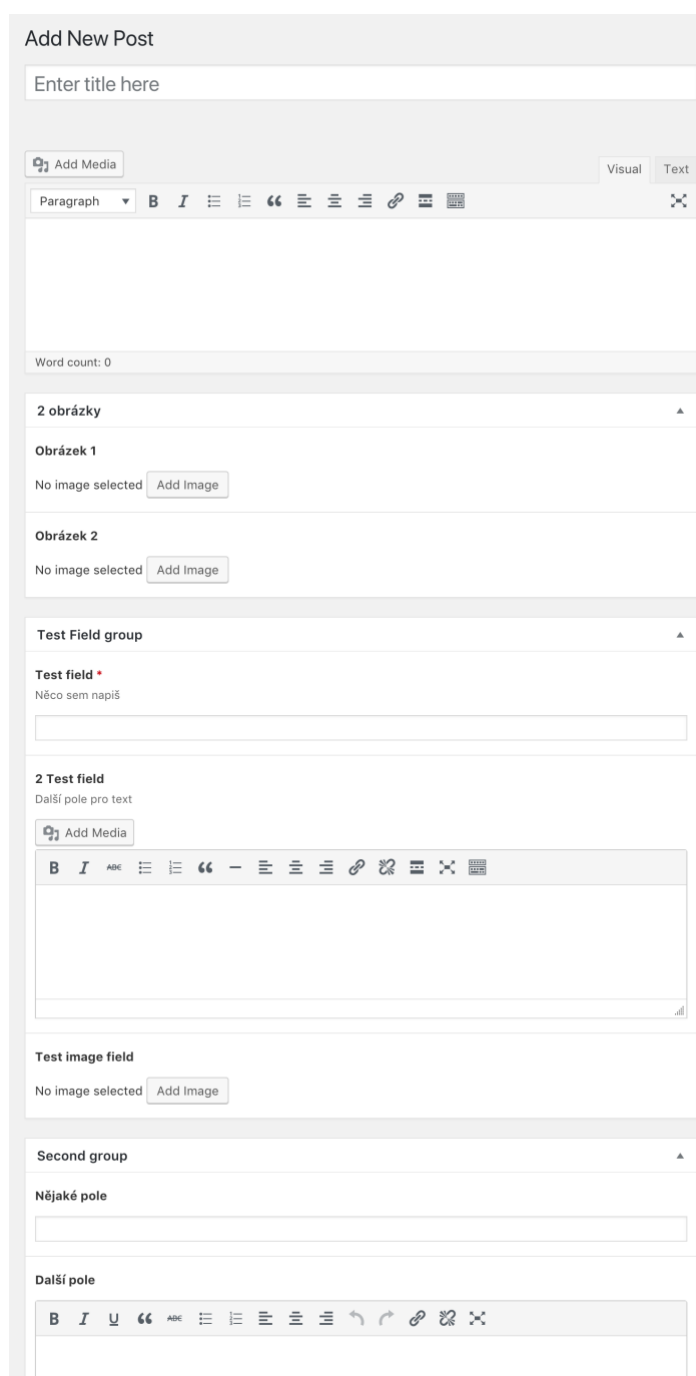 Add New Post
Enter title here
Add Media
Visual Text
Paragraph B I
Word count: 0
2 obrázky
Obrázek 1
No image selected Add Image
Obrázek 2
No image selected Add Image
Test Field group
Test field *
Něco sem napiš
2 Test field
Další pole pro text
Add Media
B I ABC
Test image field
No image selected Add Image
Second group
Nějaké pole
Další pole
B I U ABC